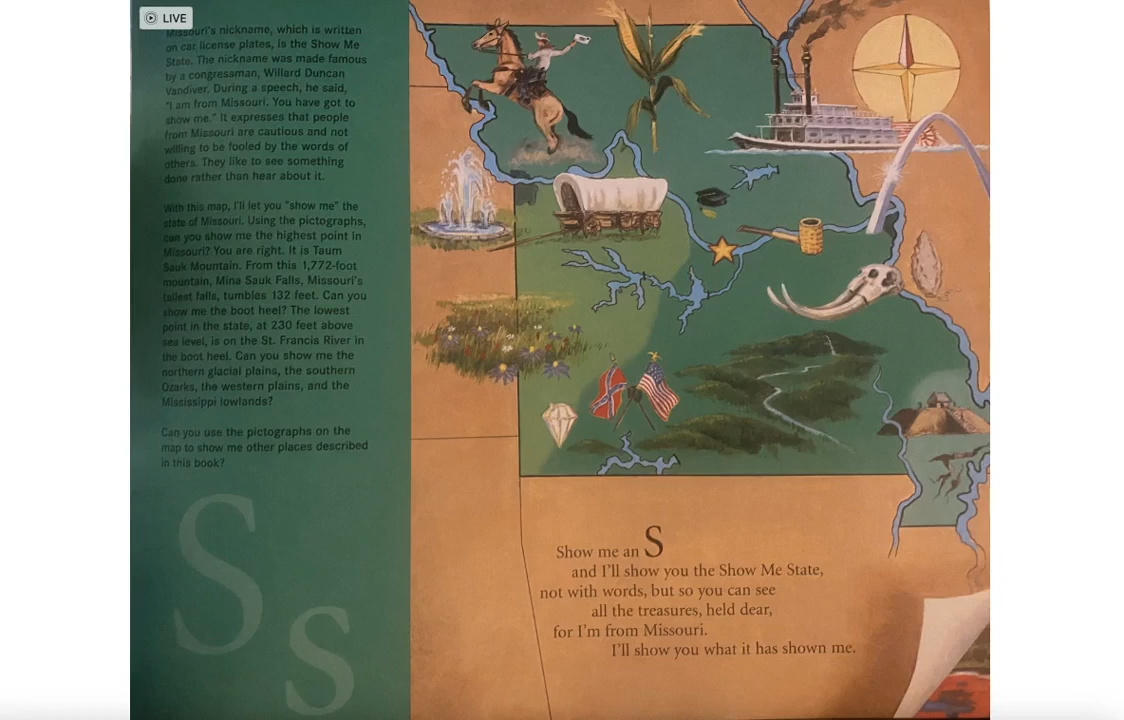 LIVE
Missouri's nickname, which is written
on car license plates, is the Show Me
State. The nickname was made famous
by a congressman, Willard Duncan
Vandiver. During a speech, he said,
"I am from Missouri. You have got to
show me." It expresses that people
from Missouri are cautious and not
willing to be fooled by the words of
others. They like to see something
done rather than hear about it.
With this map, I'll let you "show me" the
state of Missouri. Using the pictographs,
can you show me the highest point in
Missouri? You are right. It is Taum
Sauk Mountain. From this 1,772-foot
mountain, Mina Sauk Falls, Missouri's
tallest falls, tumbles 132 feet. Can you
show me the boot heel? The lowest
point in the state, at 230 feet above
sea level, is on the St. Francis River in
the boot heel. Can you show me the
northern glacial plains, the southern
Ozarks, the western plains, and the
Mississippi lowlands?
Can you use the pictographs on the
map to show me other places described
in this book?
S
s
Show me an S
and I'll show you the Show Me State,
not with words, but so you can see
all the treasures, held dear,
for I'm from Missouri.
I'll show you what it has shown me.